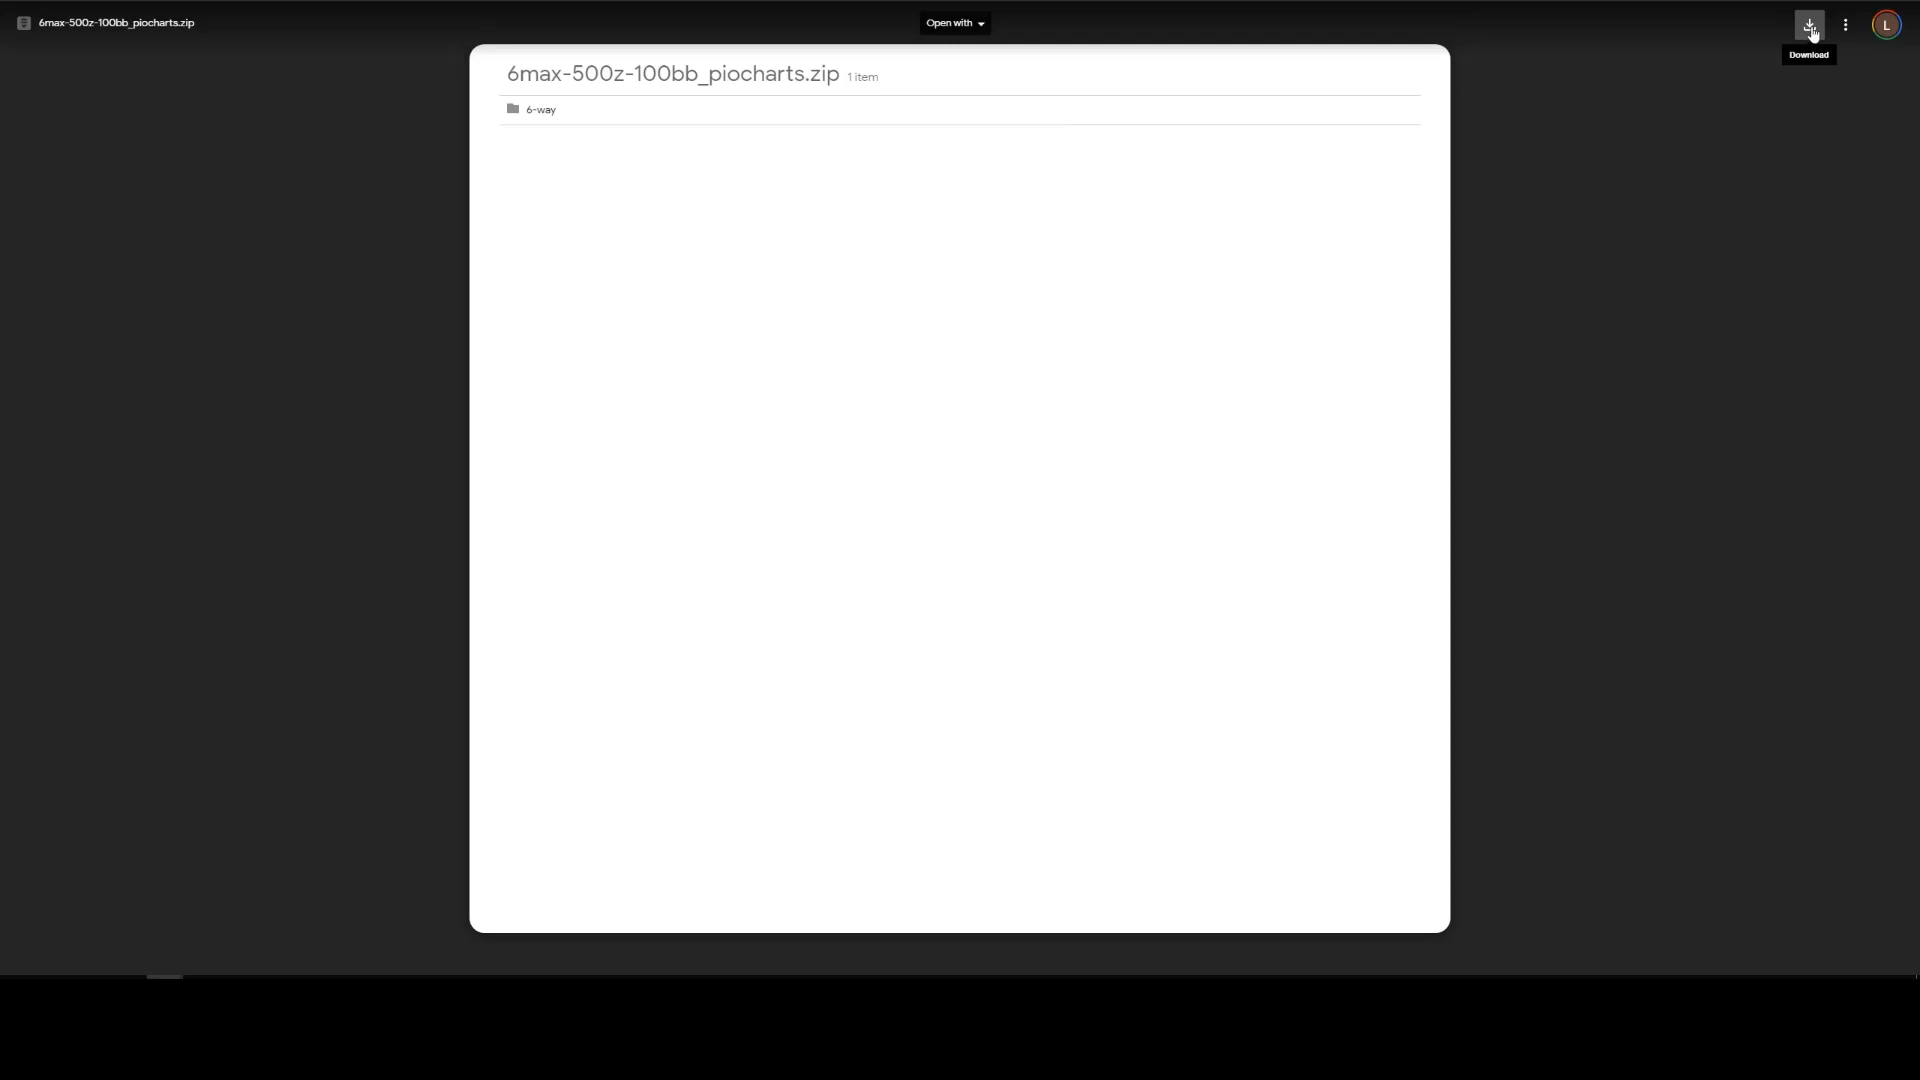 6max-500z-100bb_piocharts.zip
Open with
L
Download
6max-500z-100bb_piocharts.zip 1 item
6-way